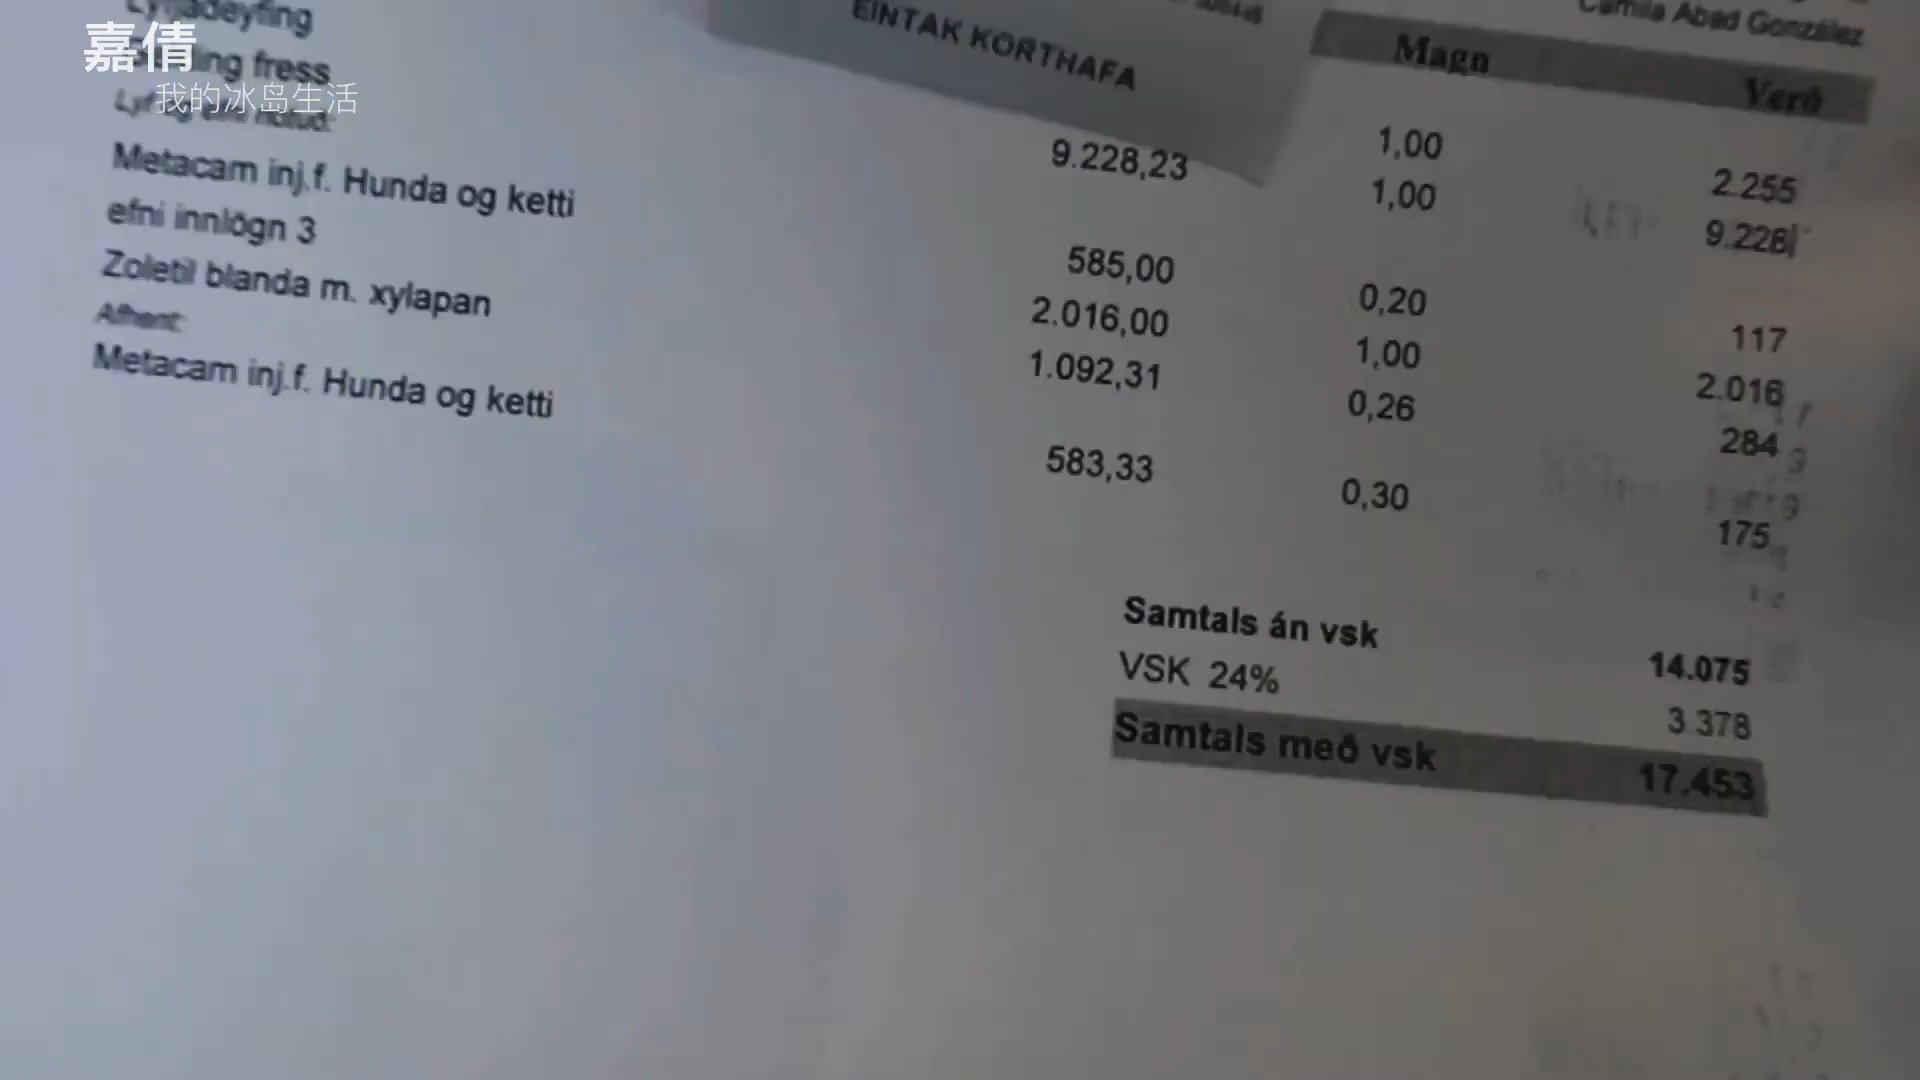 嘉倩
我的冰岛生活
EINTAK KORTHAFA
Camila Abad González
Magn Verð
1,00 2.255
fress 9.228,23 1,00 9.228
Metacam inj.f. Hunda og ketti 585,00 0,20 117
efni innlögn 3 2.016,00 1,00 2.016
Zoletil blanda m. xylapan 1.092,31 0,26 284
Afhent:
Metacam inj.f. Hunda og ketti 583,33 0,30 175
Samtals án vsk 14.075
VSK 24% 3.378
Samtals með vsk 17.453